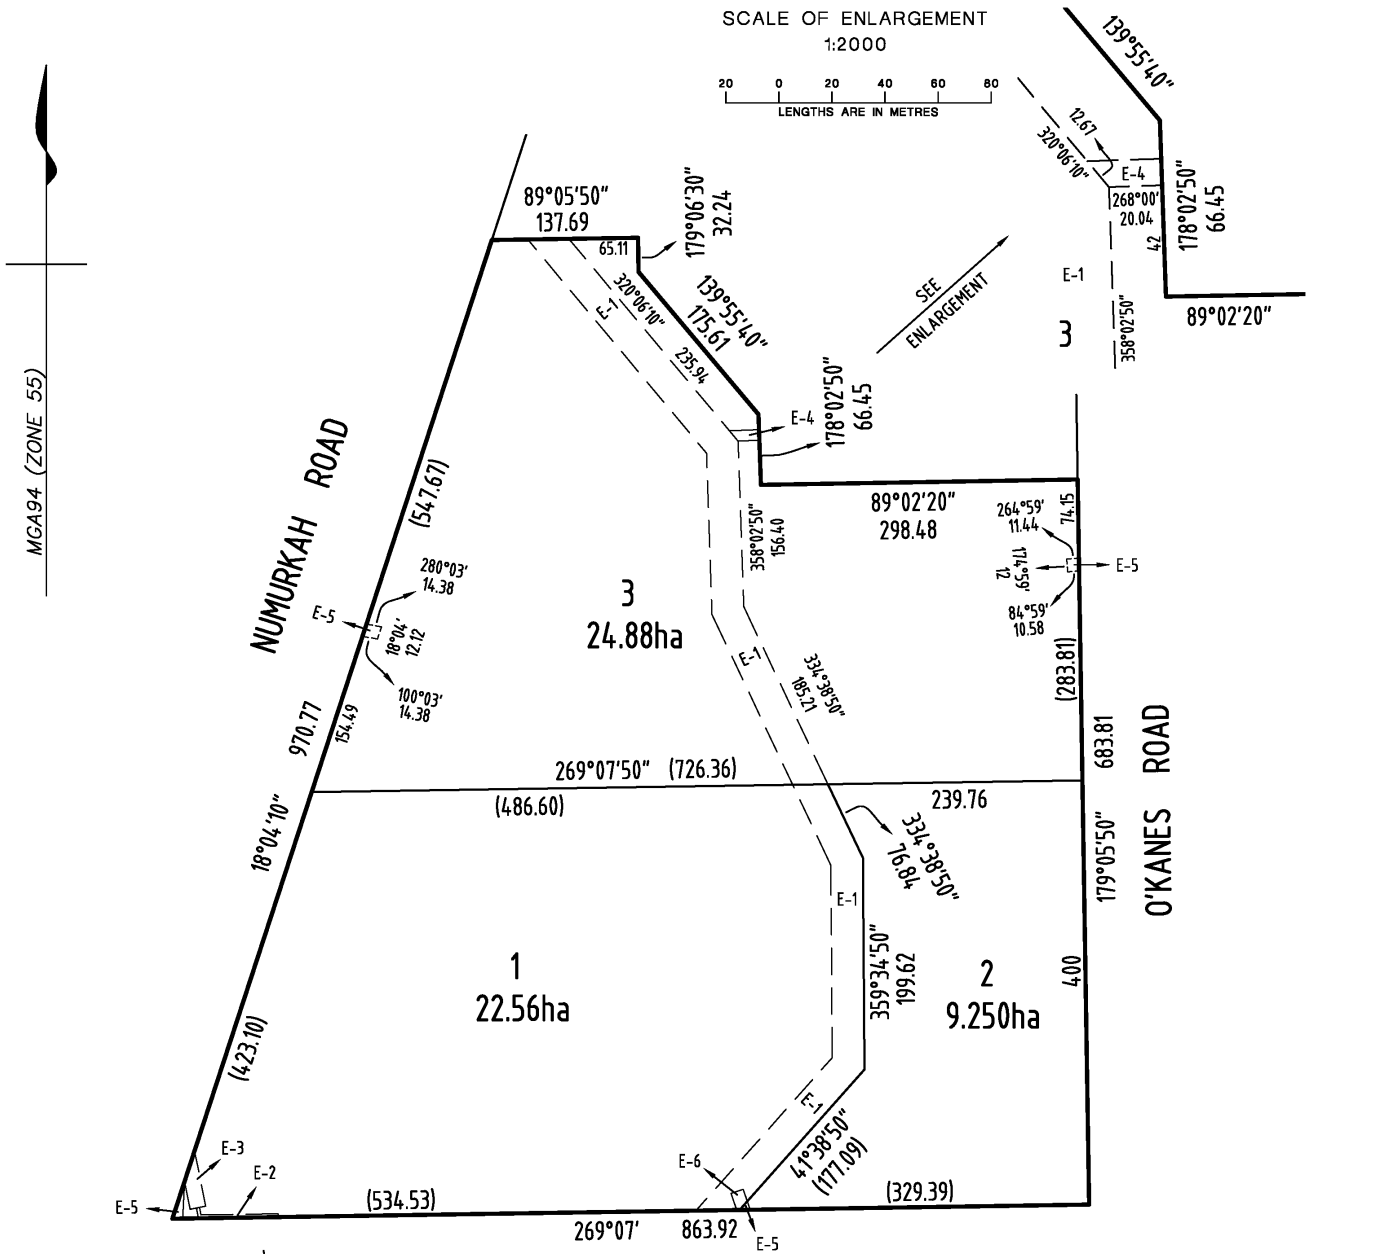 SCALE OF ENLARGEMENT
1:2000
20 0 20 40 60 80
LENGTHS ARE IN METRES
139°55'40"
12.67
320°06'10"
E-4
268°00'
20.04
178°02'50"
66.45
42
E-1
3
358°02'50"
89°02'20"
SEE
ENLARGEMENT
MGA94 (ZONE 55)
89°05'50"
137.69
65.11
179°06'30"
32.24
139°55'40"
175.61
E-1
320°06'10"
235.94
E-4
178°02'50"
66.45
89°02'20"
298.48
358°02'50"
156.40
264°59'
11.44
174°59'
12
84°59'
10.58
74.15
E-5
(283.81)
683.81
O'KANES ROAD
179°05'50"
400
NUMURKAH ROAD
(547.67)
280°03'
14.38
E-5
18°04'
12.12
100°03'
14.38
154.49
970.77
18°04'10"
3
24.88ha
E-1
334°38'50"
185.21
269°07'50" (726.36)
(486.60)
239.76
334°38'50"
76.84
E-1
359°34'50"
199.62
1
22.56ha
2
9.250ha
(423.10)
E-1
41°38'50"
(177.09)
E-3
E-2
E-5
E-6
E-5
(534.53)
(329.39)
269°07' 863.92